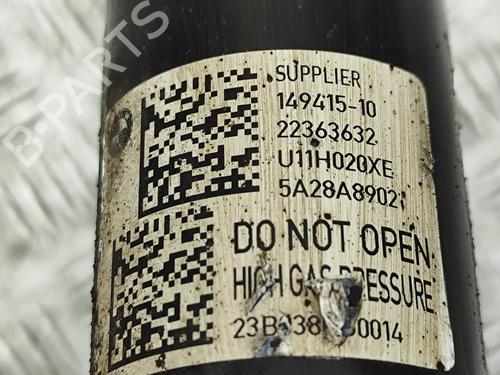 SUPPLIER
149415-10
22363632
U11H020XE
5A28A8902
DO NOT OPEN
HIGH GAS PRESSURE
B-PARTS